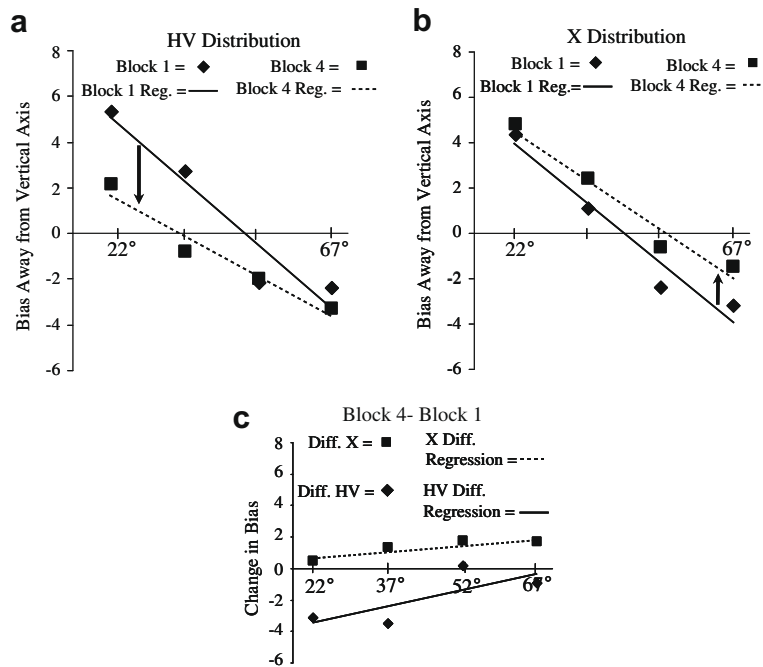 a
HV Distribution
Block 1 =
Block 4 =
Block 1 Reg. =
Block 4 Reg. =
Bias Away from Vertical Axis
8
6
4
2
0
-2
-4
-6
22°
67°
b
X Distribution
Block 1 =
Block 4 =
Block 1 Reg.=
Block 4 Reg. =
Bias Away from Vertical Axis
8
6
4
2
0
-2
-4
-6
22°
67°
c
Block 4- Block 1
Diff. X =
X Diff.
Regression =
Diff. HV=
HV Diff.
Regression =
Change in Bias
8
6
4
2
0
-2
-4
-6
22°
37°
52°
67°